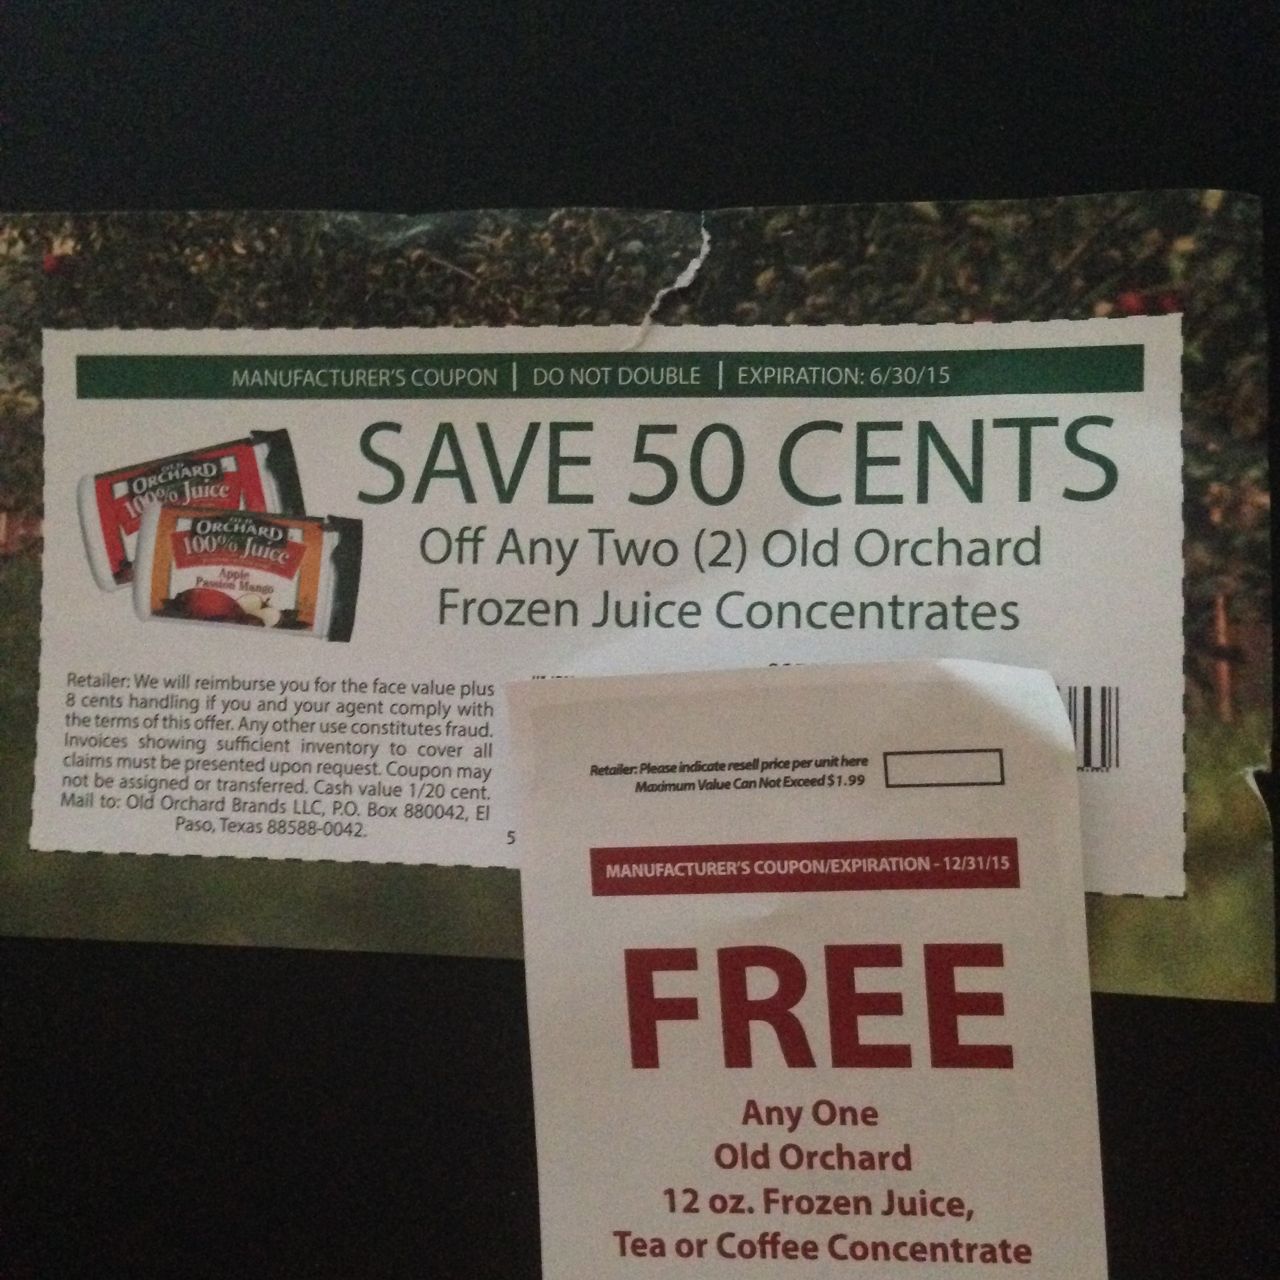 MANUFACTURER'S COUPON | DO NOT DOUBLE | EXPIRATION: 6/30/15
SAVE 50 CENTS
Off Any Two (2) Old Orchard
Frozen Juice Concentrates
OLD
ORCHARD
100% Juice
OLD
ORCHARD
100% Juice
Apple
Passion Mango
Retailer: We will reimburse you for the face value plus
8 cents handling if you and your agent comply with
the terms of this offer. Any other use constitutes fraud.
Invoices showing sufficient inventory to cover all
claims must be presented upon request. Coupon may
not be assigned or transferred. Cash value 1/20 cent.
Mail to: Old Orchard Brands LLC, P.O. Box 880042, El
Paso, Texas 88588-0042.
5
Retailer: Please indicate resell price per unit here
Maximum Value Can Not Exceed $1.99
MANUFACTURER'S COUPON/EXPIRATION - 12/31/15
FREE
Any One
Old Orchard
12 oz. Frozen Juice,
Tea or Coffee Concentrate